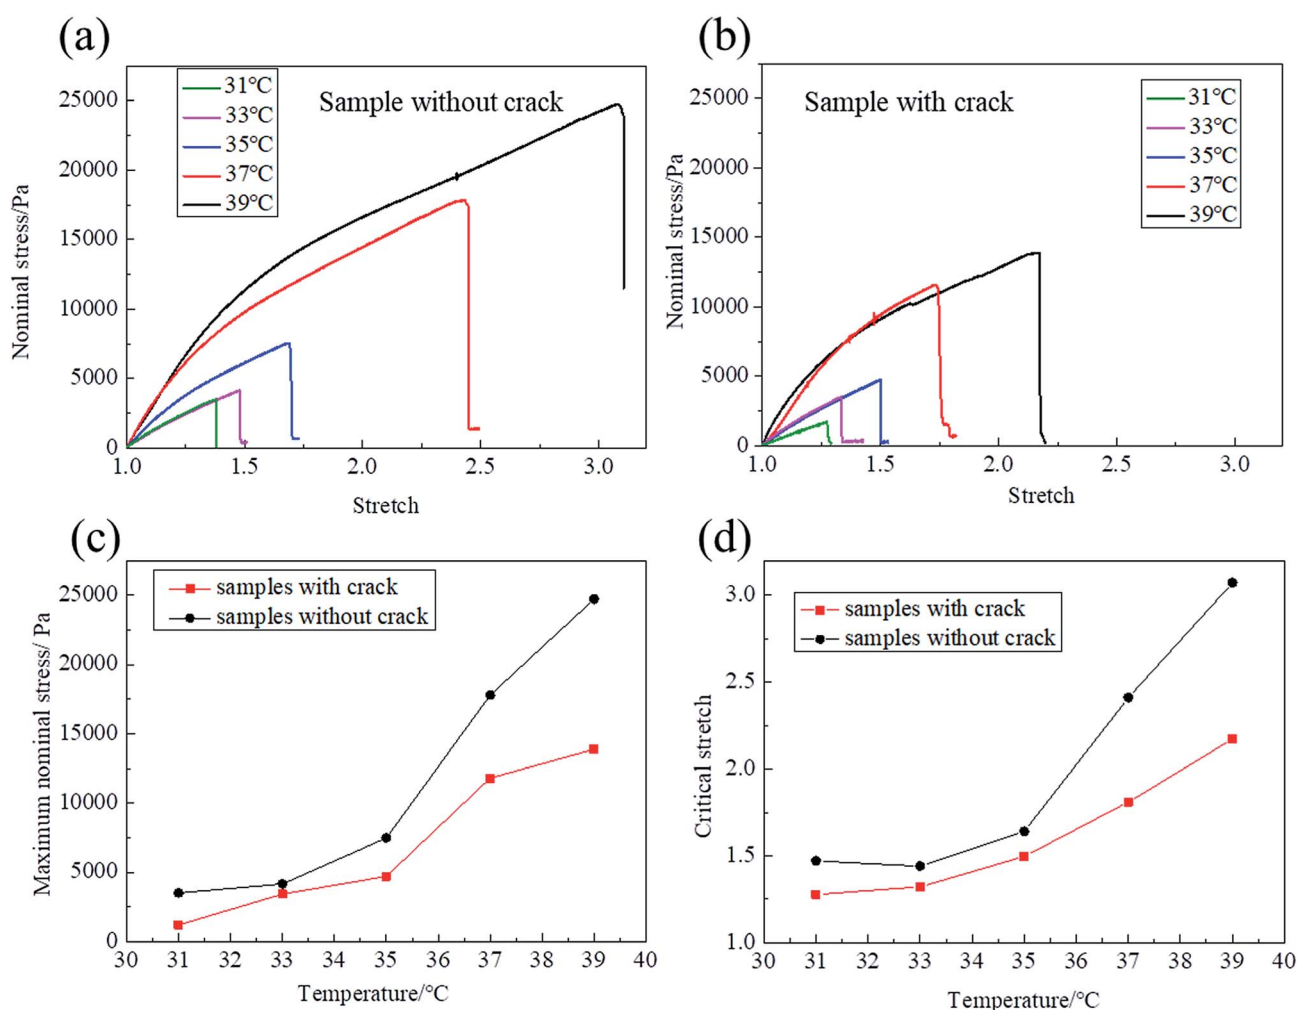 (a)
31°C
33°C
35°C
37°C
39°C
Sample without crack
25000
20000
15000
10000
5000
0
Nominal stress/Pa
1.0 1.5 2.0 2.5 3.0
Stretch
(b)
Sample with crack
31°C
33°C
35°C
37°C
39°C
25000
20000
15000
10000
5000
0
Nominal stress/Pa
1.0 1.5 2.0 2.5 3.0
Stretch
(c)
samples with crack
samples without crack
25000
20000
15000
10000
5000
0
Maximum nominal stress/ Pa
30 31 32 33 34 35 36 37 38 39 40
Temperature/°C
(d)
samples with crack
samples without crack
3.0
2.5
2.0
1.5
1.0
Critical stretch
30 31 32 33 34 35 36 37 38 39 40
Temperature/°C